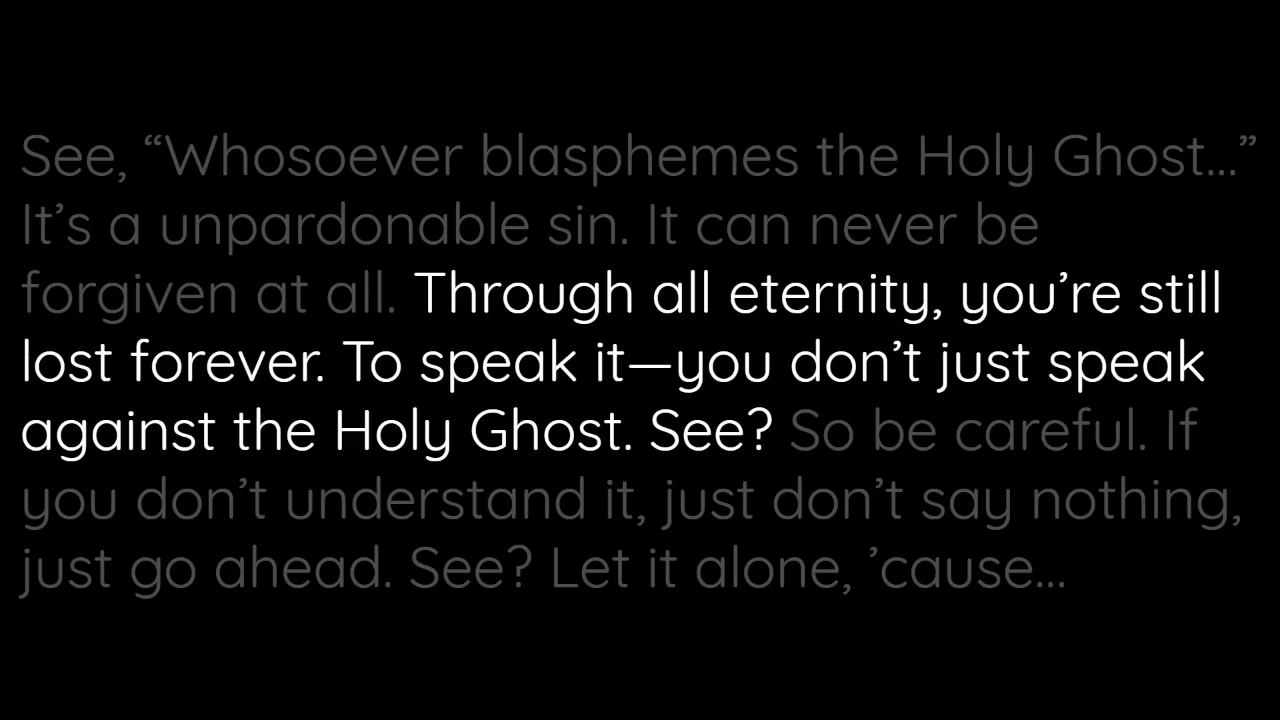 See, “Whosoever blasphemes the Holy Ghost...”
It’s a unpardonable sin. It can never be
forgiven at all. Through all eternity, you’re still
lost forever. To speak it—you don’t just speak
against the Holy Ghost. See? So be careful. If
you don’t understand it, just don’t say nothing,
just go ahead. See? Let it alone, ’cause...